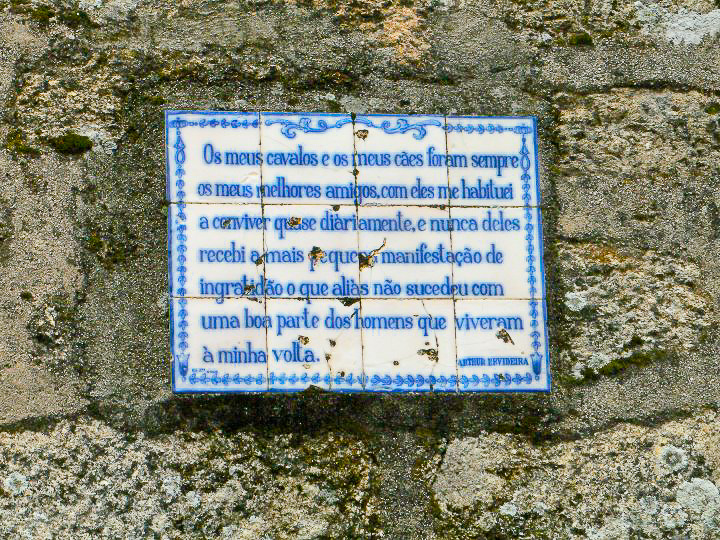 Os meus cavalos e os meus cães foram sempre
os meus melhores amigos, com eles me habituei
a conviver quase diàriamente, e nunca deles
recebi a mais pequena manifestação de
ingratidão o que aliás não sucedeu com
uma boa parte dos homens que viveram
à minha volta.
ARTHUR ERVIDEIRA